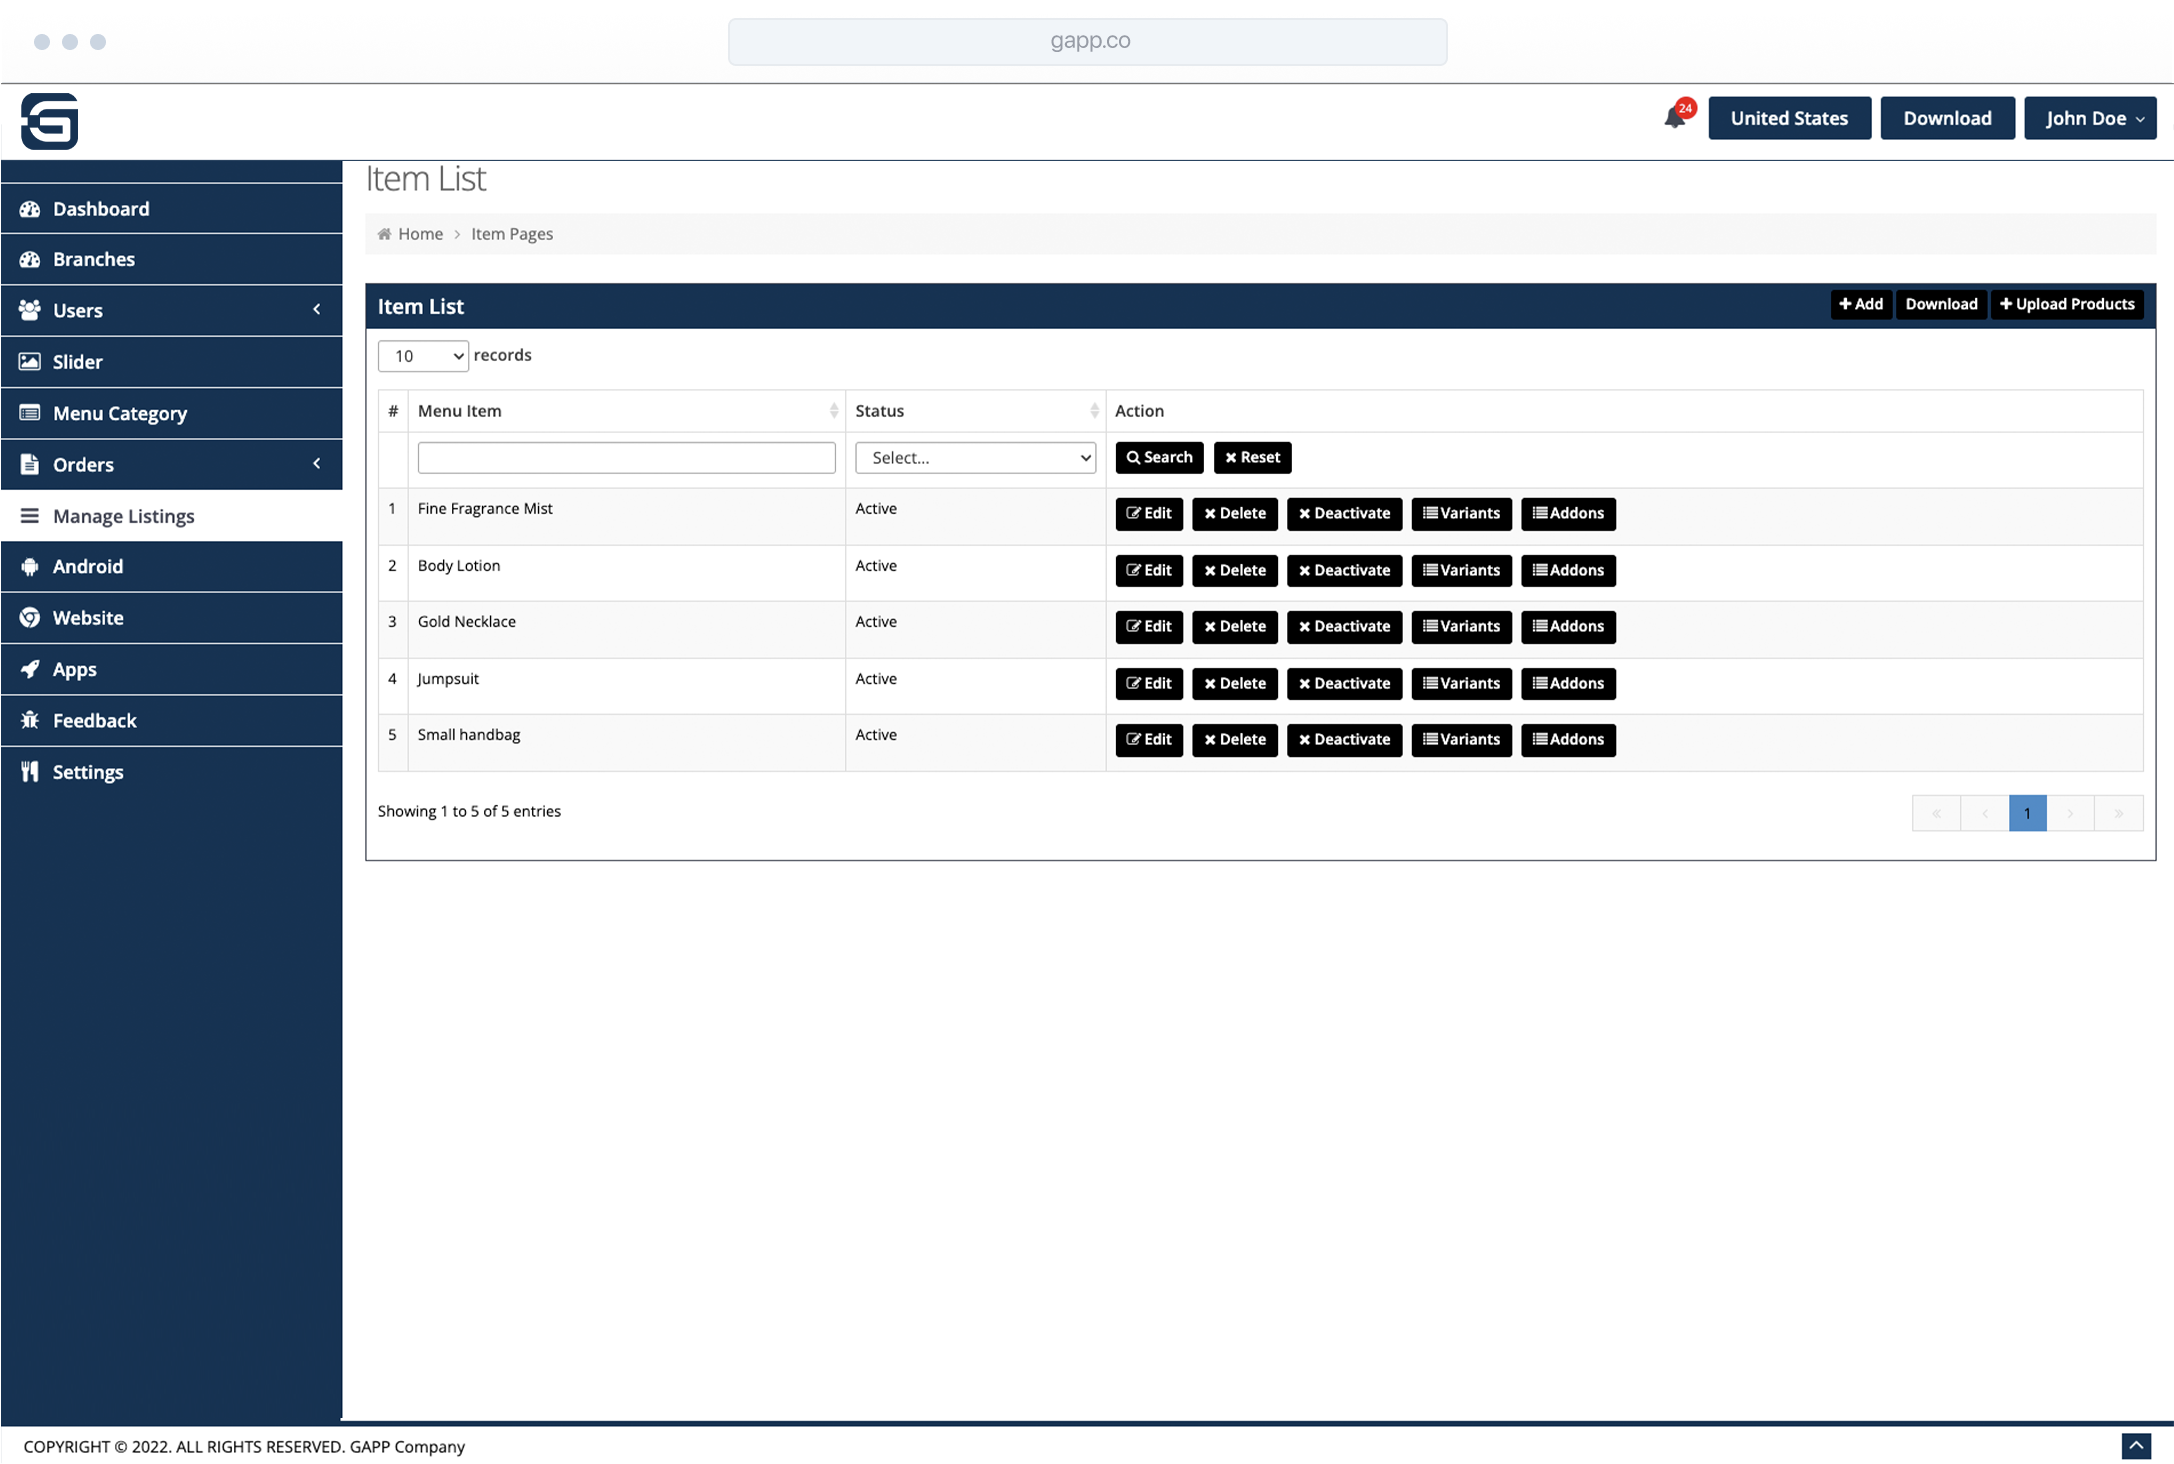 gapp.co
24
United States
Download
John Doe
Item List
Dashboard
Home > Item Pages
Branches
Users
Slider
Menu Category
Orders
Manage Listings
Android
Website
Apps
Feedback
Settings
Item List
Add Download Upload Products
10 records
# Menu Item Status Action
Select... Search Reset
1 Fine Fragrance Mist Active Edit Delete Deactivate Variants Addons
2 Body Lotion Active Edit Delete Deactivate Variants Addons
3 Gold Necklace Active Edit Delete Deactivate Variants Addons
4 Jumpsuit Active Edit Delete Deactivate Variants Addons
5 Small handbag Active Edit Delete Deactivate Variants Addons
Showing 1 to 5 of 5 entries
« < 1 > »
COPYRIGHT © 2022. ALL RIGHTS RESERVED. GAPP Company